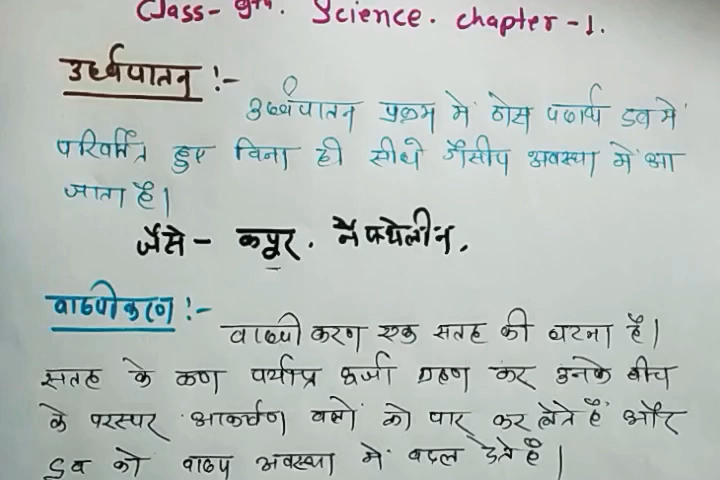 Class- 9th. Science. chapter-1.
उर्ध्वपातन :-
उर्ध्वपातन प्रक्रम में ठोस पदार्थ द्रव में
परिवर्तित हुए बिना ही सीधे गैसीय अवस्था में आ
जाता है।
जैसे - कपूर. नैफ्थेलीन.
वाष्पीकरण :-
वाष्पीकरण एक सतह की घटना है।
सतह के कण पर्याप्त ऊर्जा ग्रहण कर उनके बीच
के परस्पर आकर्षण बलों को पार कर लेते हैं और
द्रव को वाष्प अवस्था में बदल देते है।